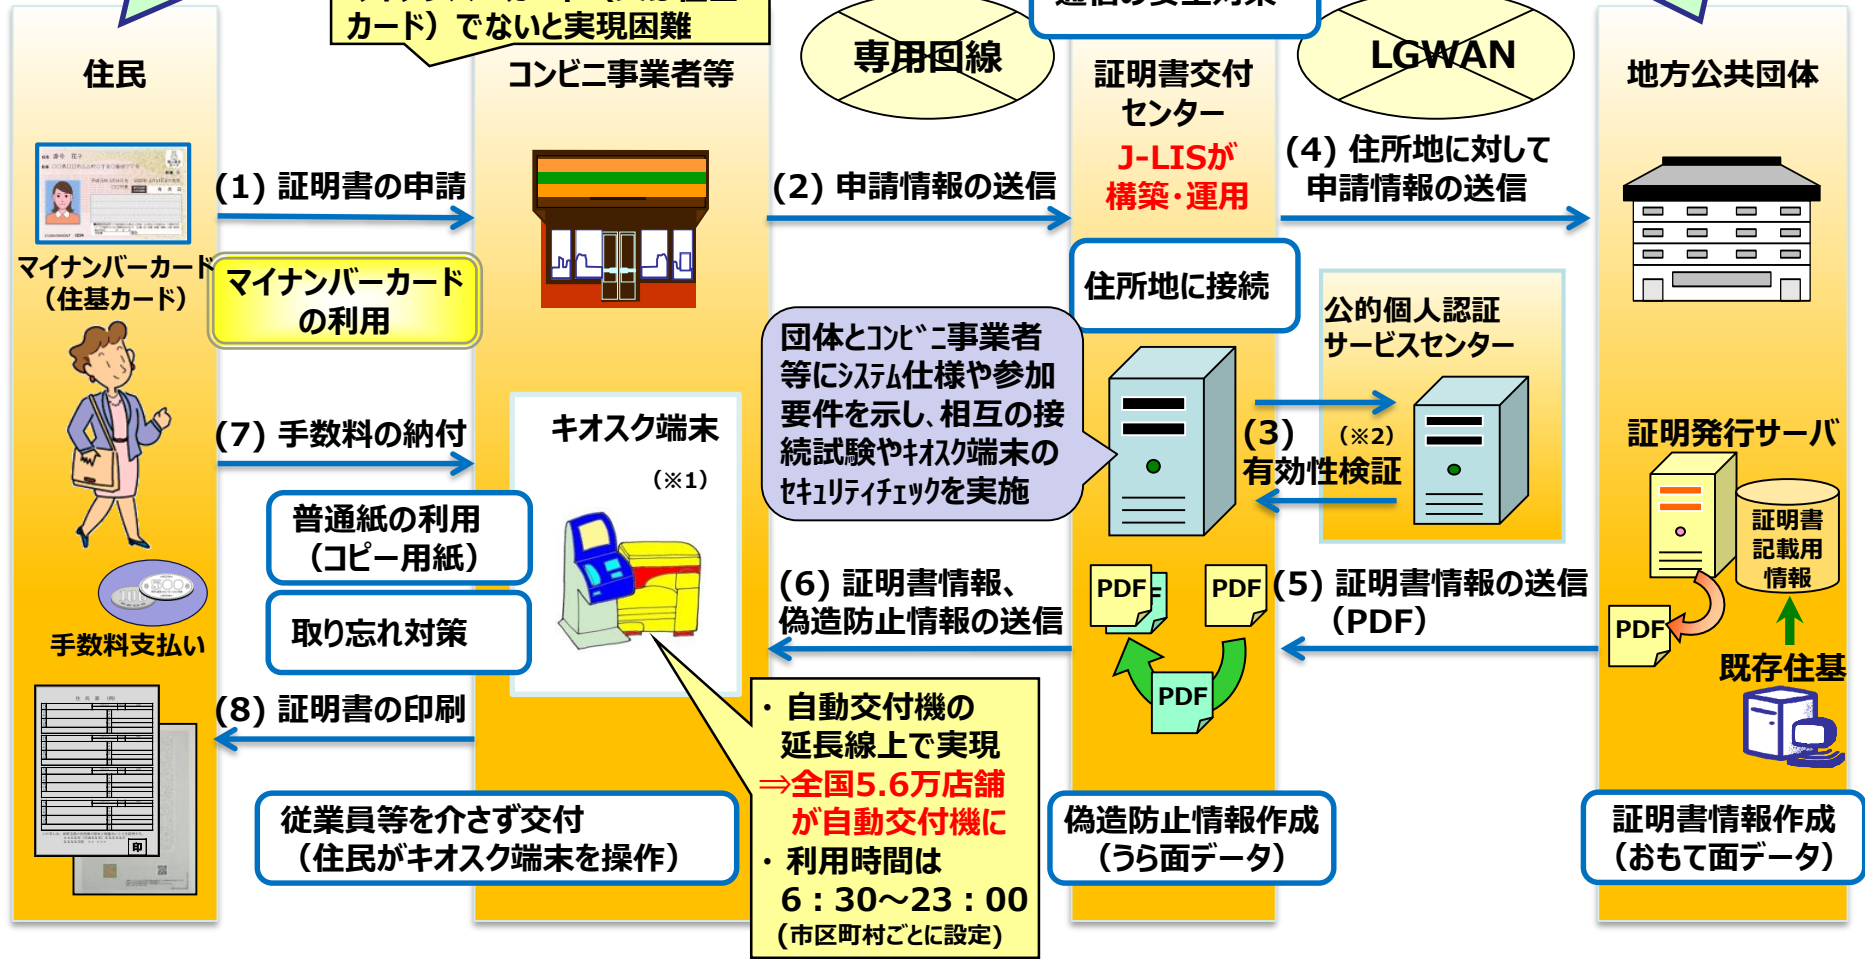 カード）でないと実現困難
専用回線
LGWAN
住民
コンビニ事業者等
証明書交付
センター
J-LISが
構築・運用
地方公共団体
(1) 証明書の申請
(2) 申請情報の送信
(4) 住所地に対して
申請情報の送信
マイナンバーカード
（住基カード）
マイナンバーカード
の利用
住所地に接続
公的個人認証
サービスセンター
団体とｺﾝﾋﾞﾆ事業者
等にｼｽﾃﾑ仕様や参加
要件を示し、相互の接
続試験やｷｵｽｸ端末の
ｾｷｭﾘﾃｨﾁｪｯｸを実施
(3)
（※2）
有効性検証
(7) 手数料の納付
キオスク端末
（※1）
証明発行サーバ
証明書
記載用
情報
普通紙の利用
（コピー用紙）
取り忘れ対策
手数料支払い
(6) 証明書情報、
偽造防止情報の送信
PDF
PDF
PDF
(5) 証明書情報の送信
（PDF）
PDF
既存住基
(8) 証明書の印刷
・自動交付機の
延長線上で実現
⇒全国5.6万店舗
が自動交付機に
・利用時間は
6：30～23：00
(市区町村ごとに設定)
従業員等を介さず交付
（住民がキオスク端末を操作）
偽造防止情報作成
（うら面データ）
証明書情報作成
（おもて面データ）
印